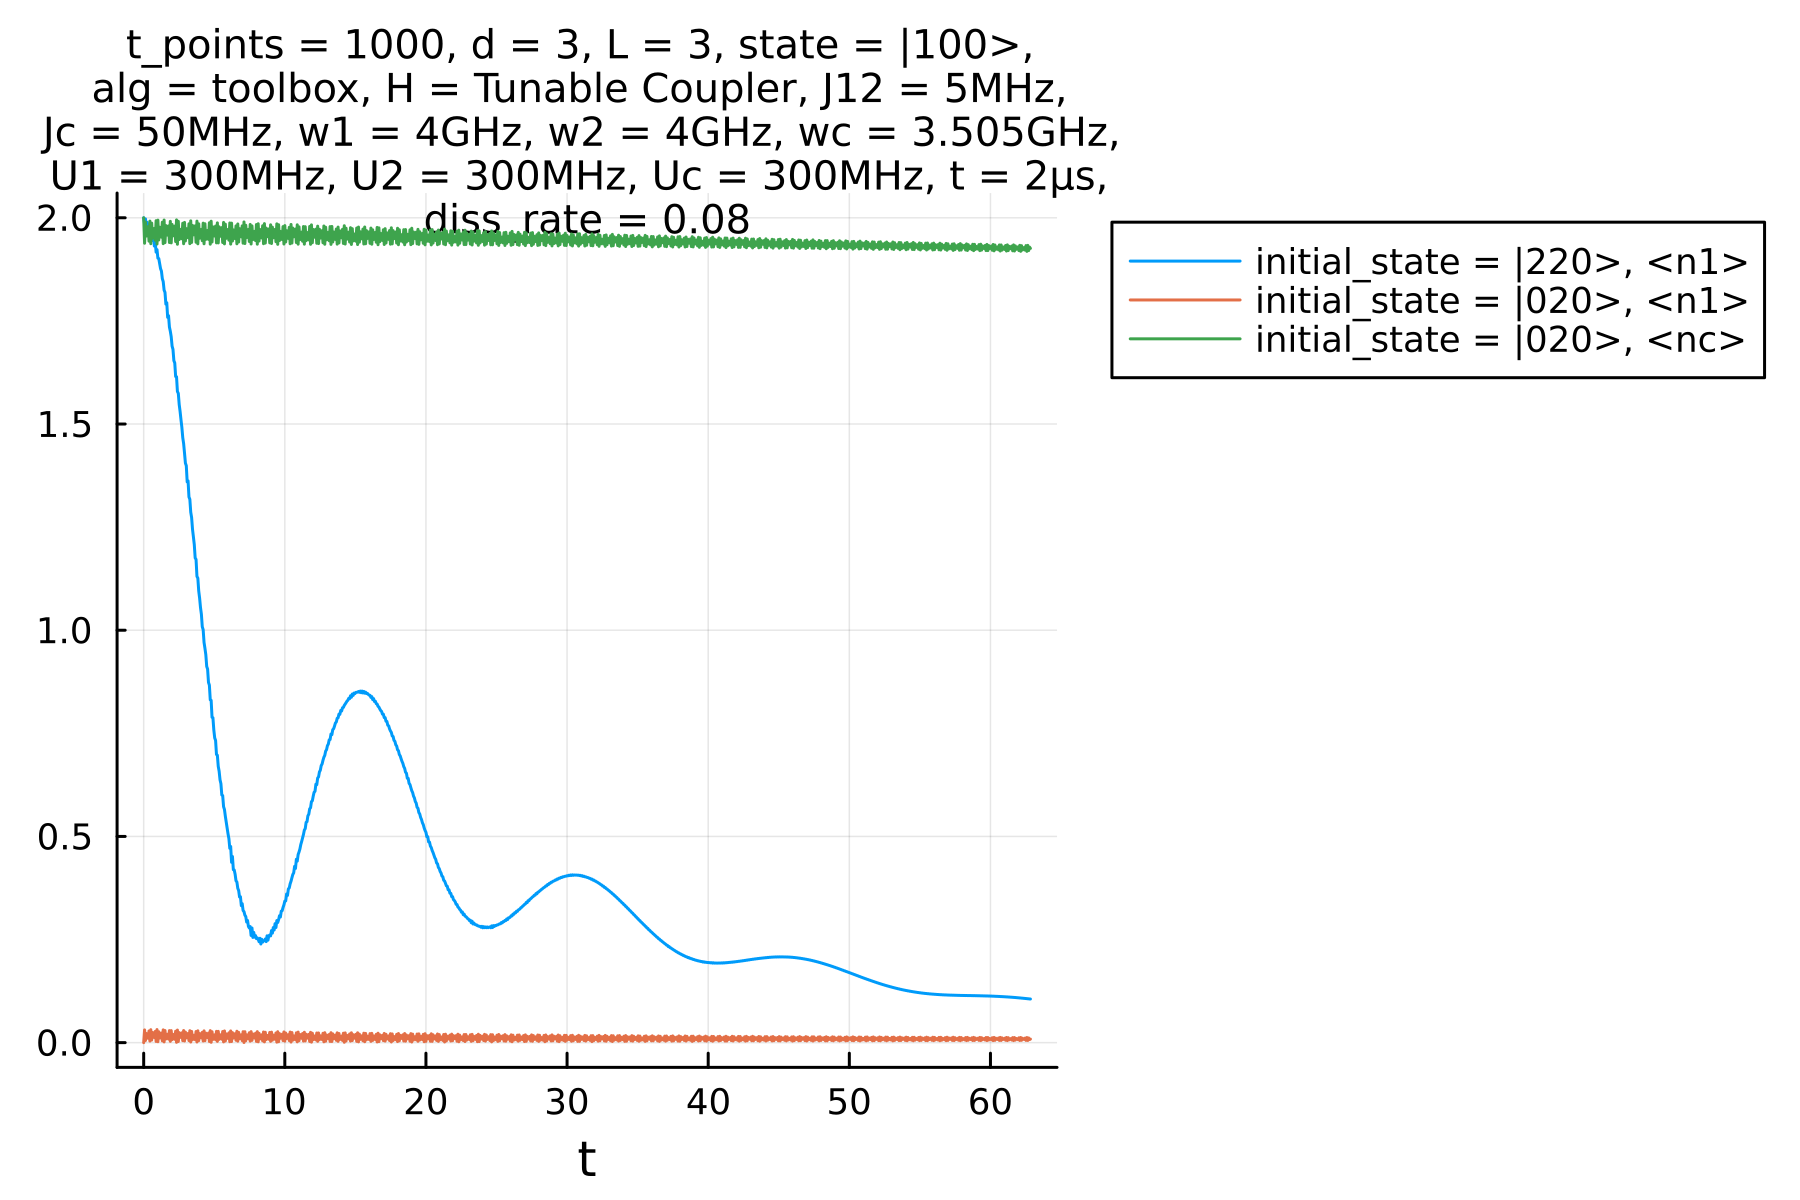 t_points = 1000, d = 3, L = 3, state = |100>,
alg = toolbox, H = Tunable Coupler, J12 = 5MHz,
Jc = 50MHz, w1 = 4GHz, w2 = 4GHz, wc = 3.505GHz,
U1 = 300MHz, U2 = 300MHz, Uc = 300MHz, t = 2μs,
diss_rate = 0.08
initial_state = |220>, <n1>
initial_state = |020>, <n1>
initial_state = |020>, <nc>
2.0
1.5
1.0
0.5
0.0
0 10 20 30 40 50 60
t